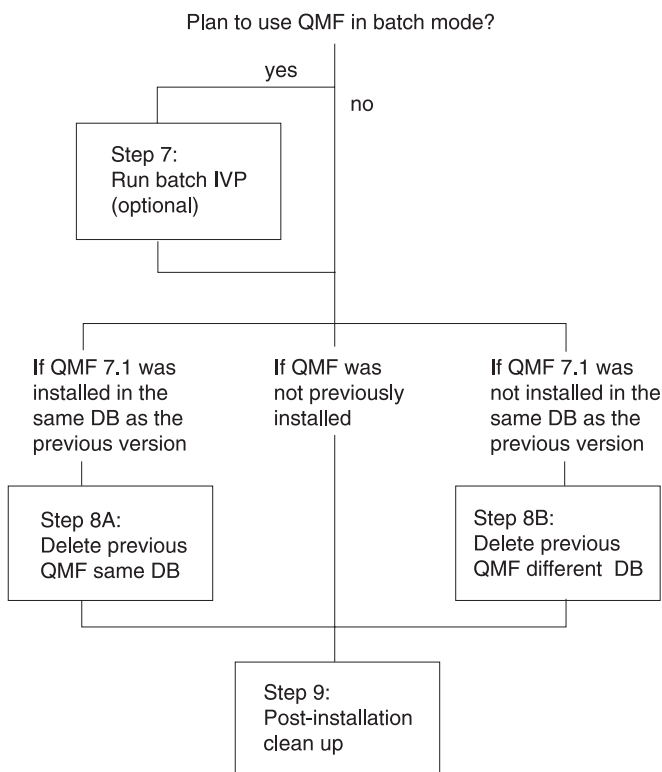 Plan to use QMF in batch mode?
yes
no
Step 7:
Run batch IVP
(optional)
If QMF 7.1 was
installed in the
same DB as the
previous version
If QMF was
not previously
installed
If QMF 7.1 was
not installed in the
same DB as the
previous version
Step 8A:
Delete previous
QMF same DB
Step 8B:
Delete previous
QMF different DB
Step 9:
Post-installation
clean up